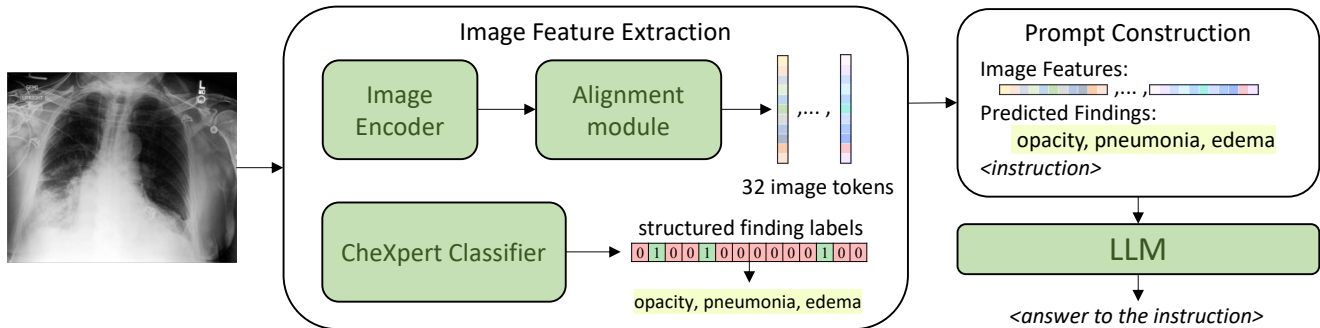 Image Feature Extraction
Image
Encoder
Alignment
module
,... ,
32 image tokens
CheXpert Classifier
structured finding labels
0 1 0 0 1 0 0 0 0 0 0 1 0 0
opacity, pneumonia, edema
Prompt Construction
Image Features:
,... ,
Predicted Findings:
opacity, pneumonia, edema
<instruction>
LLM
<answer to the instruction>